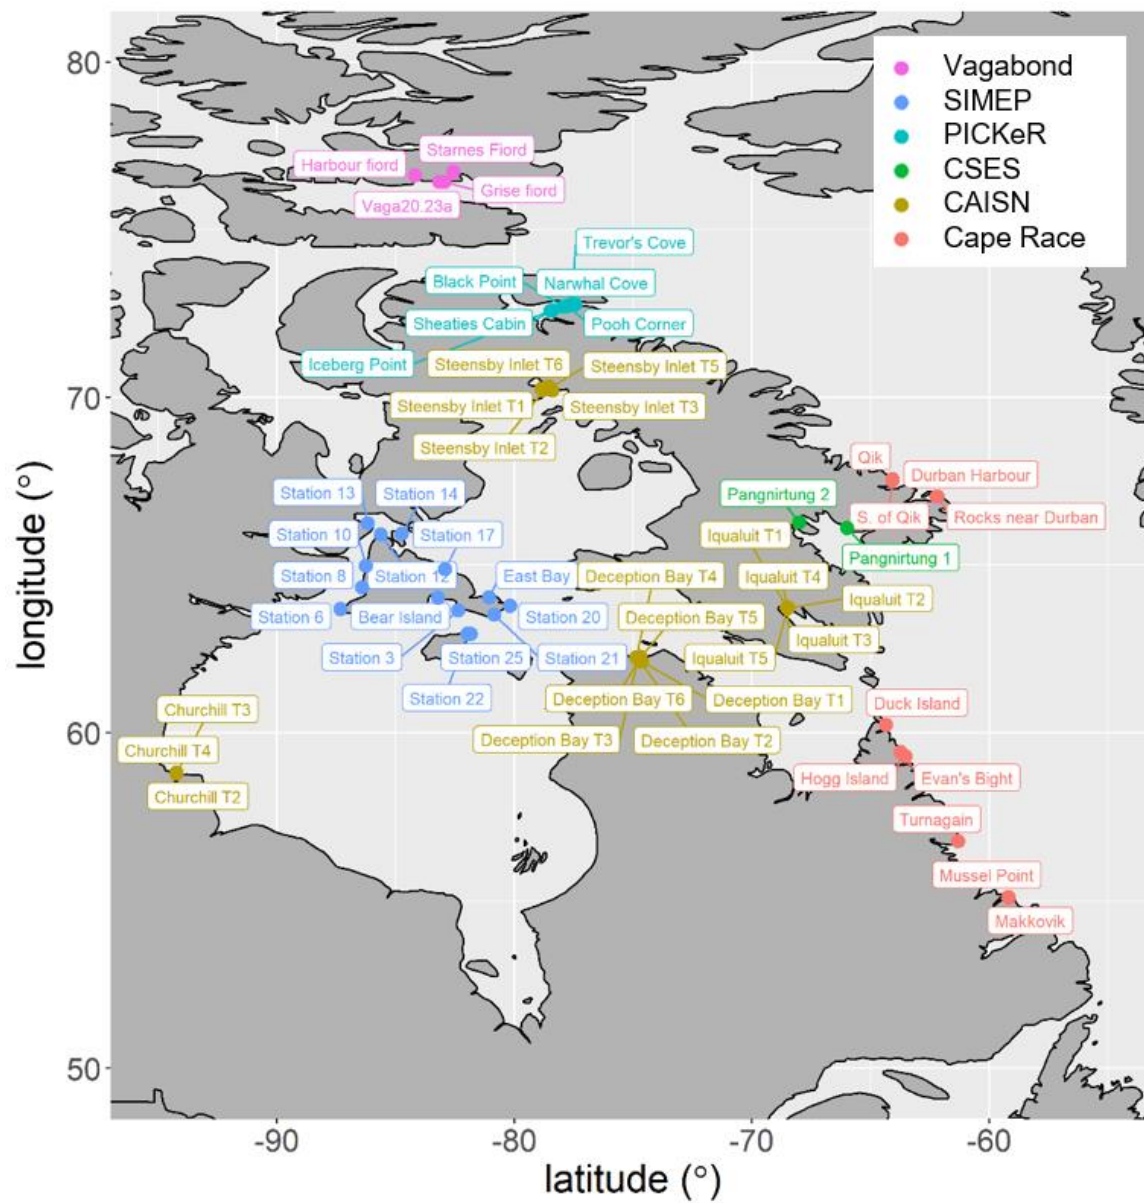 80
Vagabond
SIMEP
PICKeR
CSES
CAISN
Cape Race
Starnes Fiord
Harbour fiord
Grise fiord
Vaga20.23a
Trevor's Cove
Black Point
Narwhal Cove
Sheaties Cabin
Pooh Corner
Iceberg Point
Steensby Inlet T6
Steensby Inlet T5
70
Steensby Inlet T1
Steensby Inlet T3
Steensby Inlet T2
Qik
Durban Harbour
Station 13
Station 14
Pangnirtung 2
S. of Qik
Rocks near Durban
Station 10
Station 17
Iqualuit T1
Pangnirtung 1
Station 8
Station 12
East Bay
Deception Bay T4
Iqualuit T4
Iqualuit T2
Station 6
Bear Island
Station 20
Deception Bay T5
Iqualuit T3
Station 3
Station 25
Station 21
Iqualuit T5
Station 22
Deception Bay T6
Deception Bay T1
Churchill T3
Duck Island
60
Churchill T4
Deception Bay T3
Deception Bay T2
Churchill T2
Hogg Island
Evan's Bight
Turnagain
Mussel Point
Makkovik
50
longitude (°)
-90
-80
-70
-60
latitude (°)